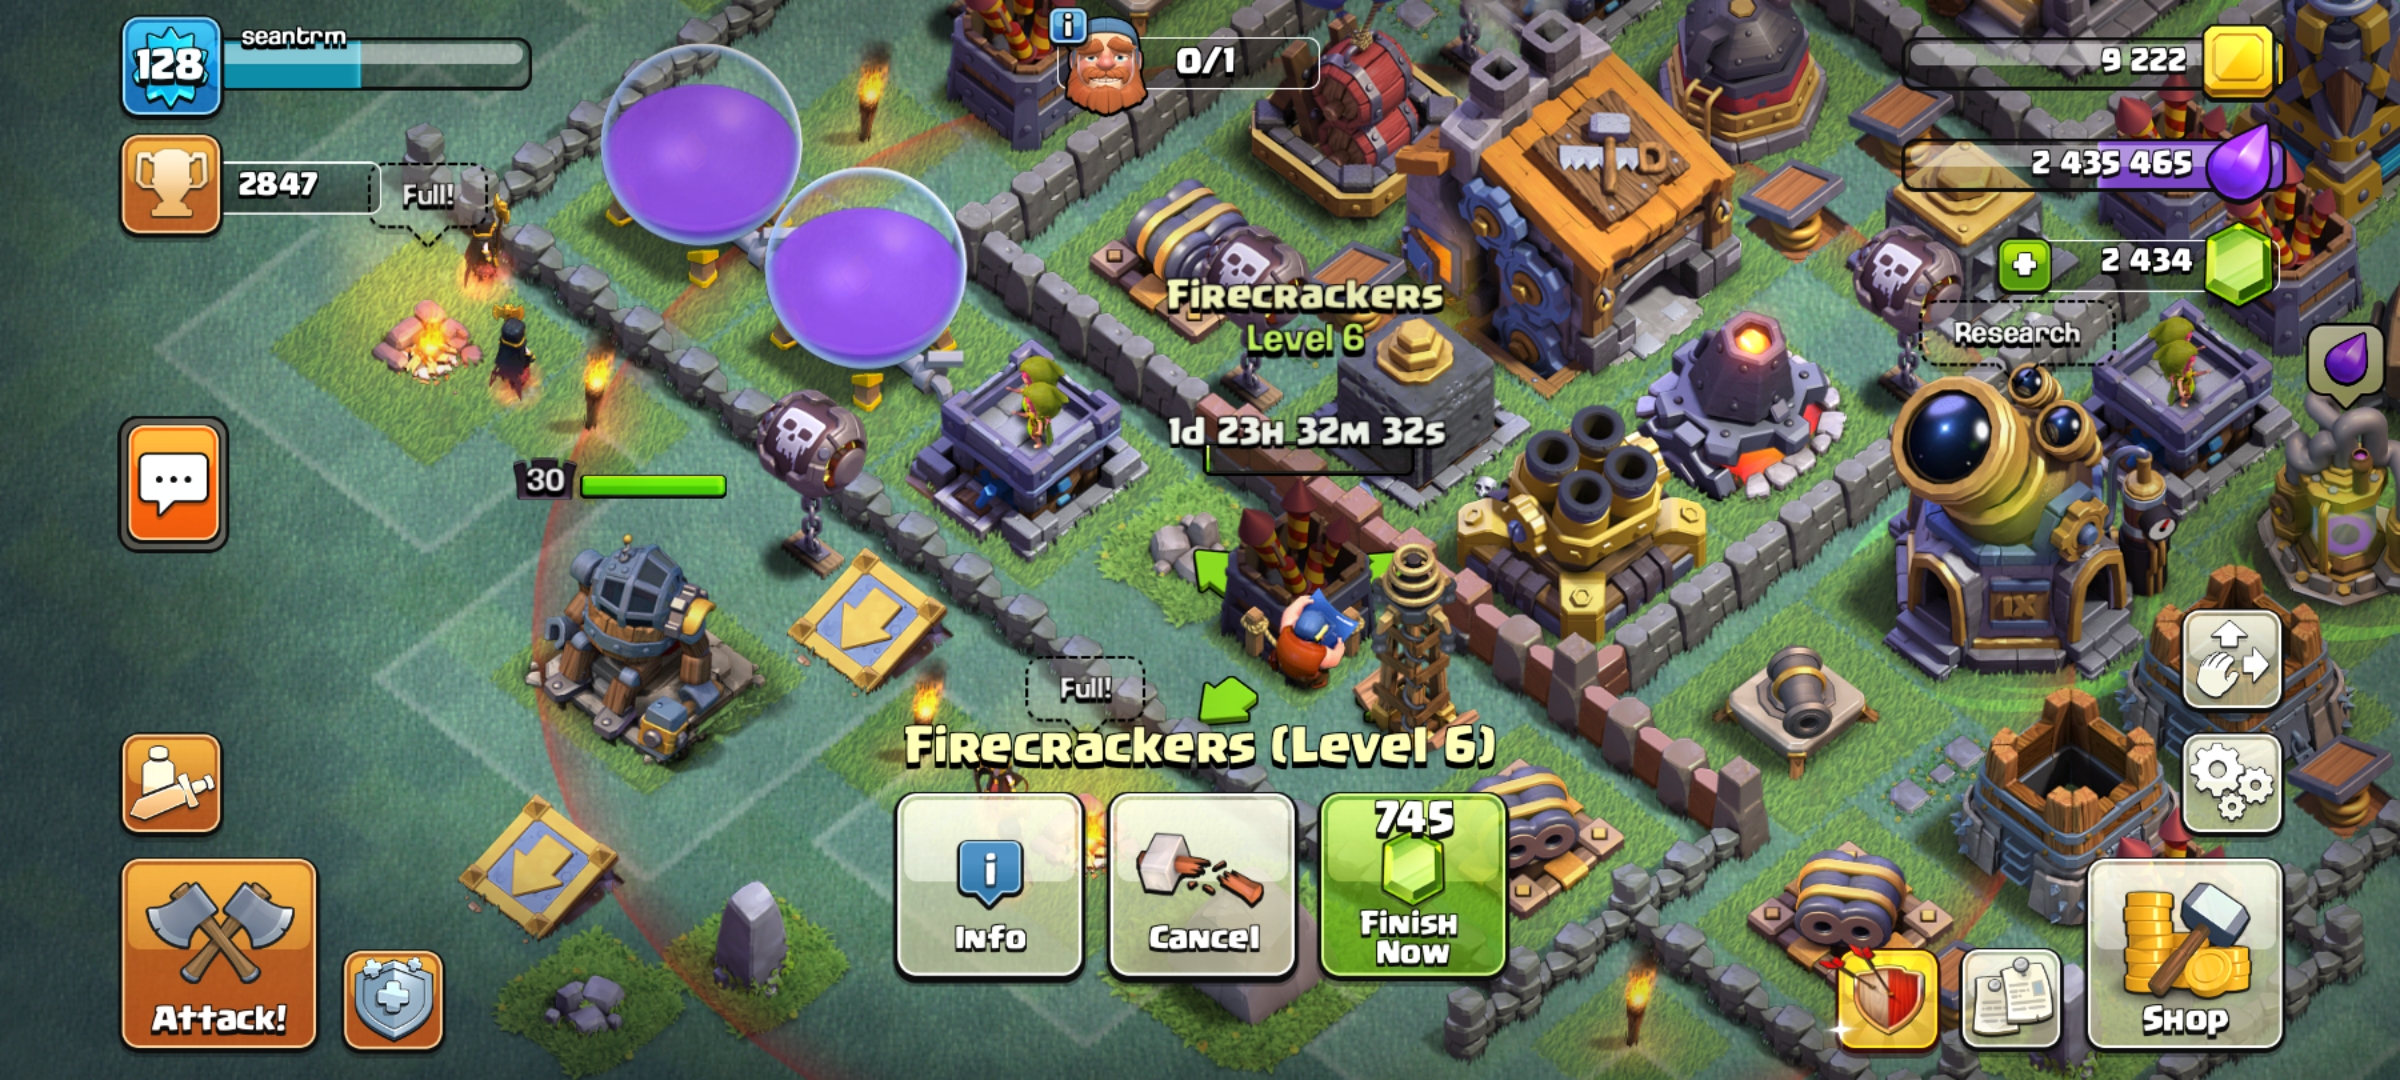 128
seantrm
0/1
9 222
2847
Full!
2 435 465
2 434
Firecrackers
Level 6
Research
1d 23H 32M 32s
30
IX
Full!
Firecrackers (Level 6)
745
Info
Cancel
Finish
Now
Attack!
Shop